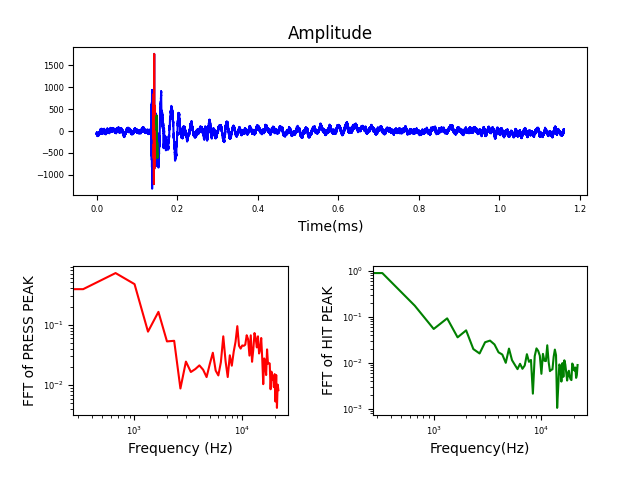 Amplitude
1500
1000
500
0
−500
−1000
0.0 0.2 0.4 0.6 0.8 1.0 1.2
Time(ms)
FFT of PRESS PEAK
10⁻¹
10⁻²
10³ 10⁴
Frequency (Hz)
FFT of HIT PEAK
10⁰
10⁻¹
10⁻²
10⁻³
10³ 10⁴
Frequency(Hz)